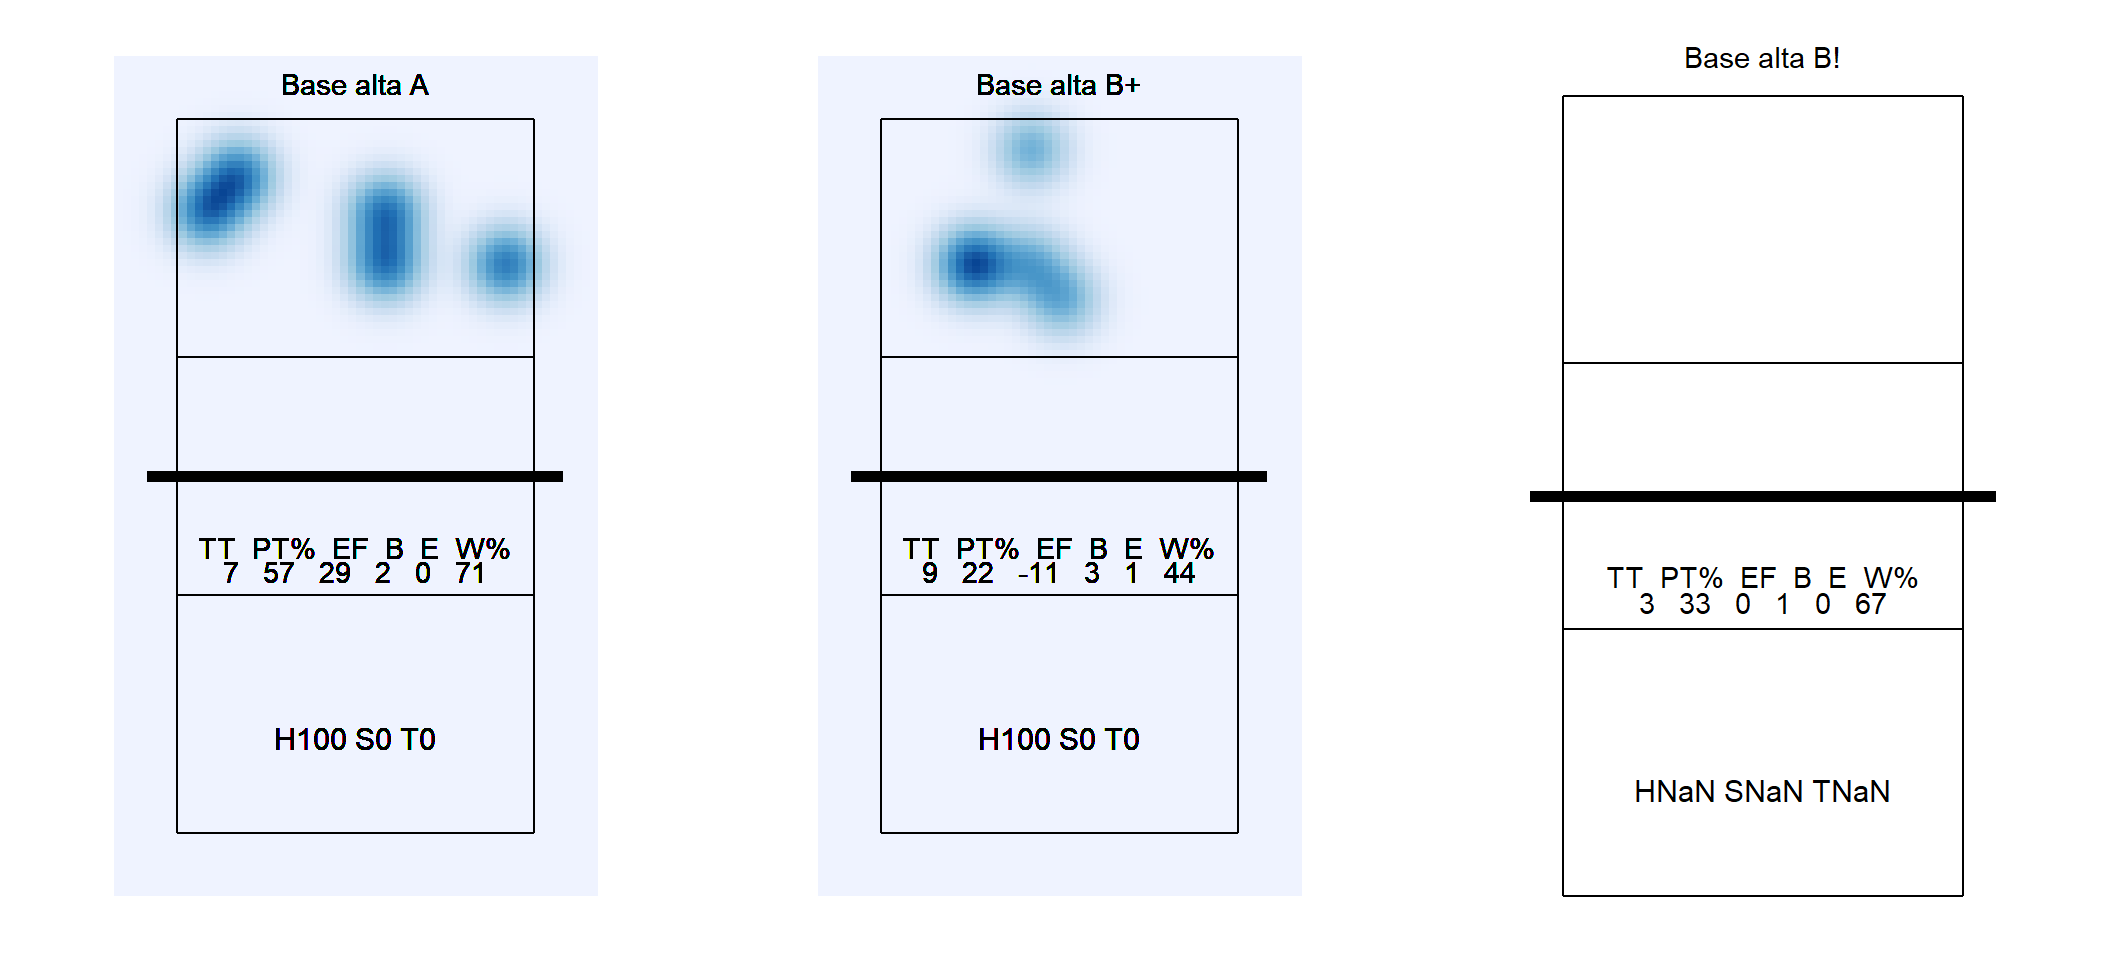 Base alta A
TT PT% EF B E W%
7 57 29 2 0 71
H100 S0 T0
Base alta B+
TT PT% EF B E W%
9 22 -11 3 1 44
H100 S0 T0
Base alta B!
TT PT% EF B E W%
3 33 0 1 0 67
HNaN SNaN TNaN